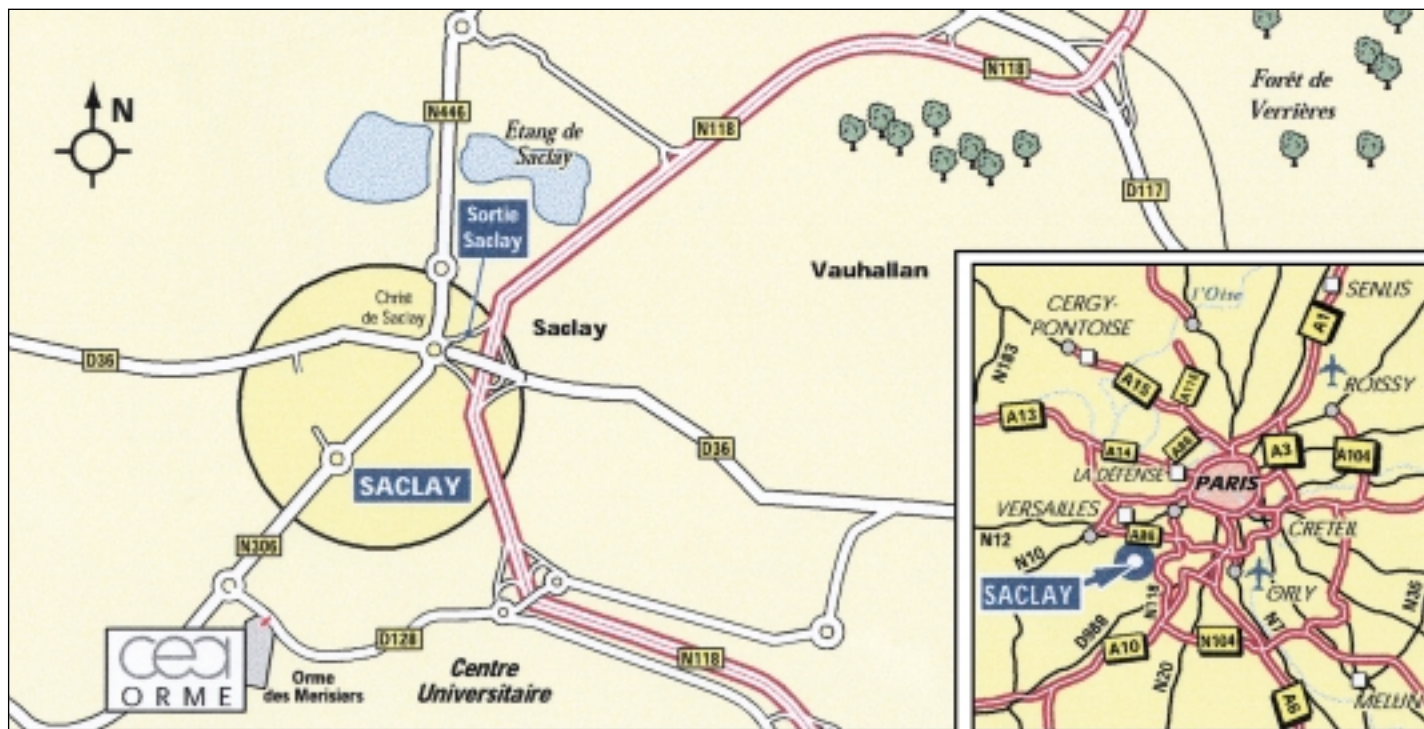 N118
Forêt de
Verrières
N
N446
N118
Etang de
Saclay
D117
Sortie
Saclay
Vauhallan
Christ
de Saclay
Saclay
D36
D36
SACLAY
N306
D128
N118
cea
ORME
Orme
des Merisiers
Centre
Universitaire
l'Oise
SENLIS
CERGY-
PONTOISE
A1
N183
ROISSY
A15
A115
A13
A86
A14
A3
A104
LA DÉFENSE
PARIS
VERSAILLES
CRETEIL
N12
A86
N10
SACLAY
ORLY
N118
N36
D988
N7
A10
N104
N20
MELUN
A6